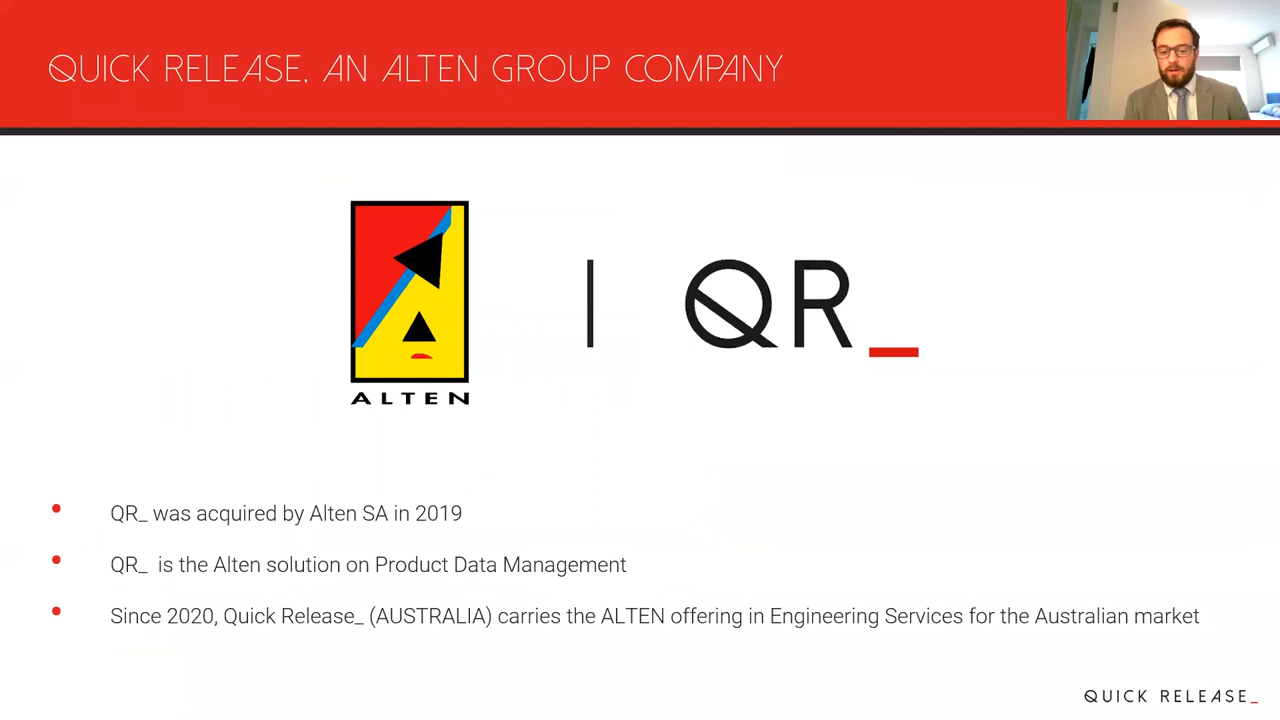 QUICK RELEASE, AN ALTEN GROUP COMPANY
ALTEN
QR_
QR_ was acquired by Alten SA in 2019
QR_ is the Alten solution on Product Data Management
Since 2020, Quick Release_ (AUSTRALIA) carries the ALTEN offering in Engineering Services for the Australian market
QUICK RELEASE_